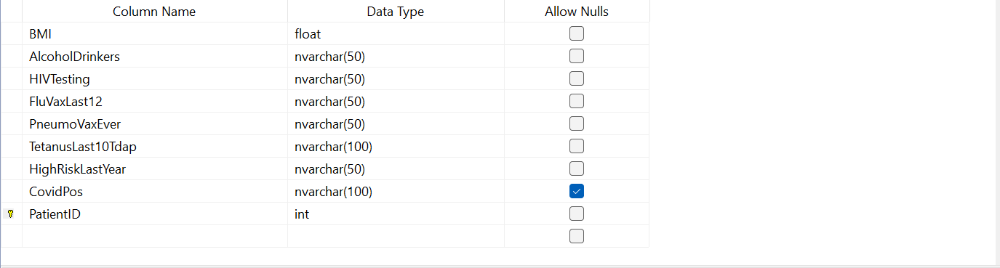 Column Name Data Type Allow Nulls
BMI float
AlcoholDrinkers nvarchar(50)
HIVTesting nvarchar(50)
FluVaxLast12 nvarchar(50)
PneumoVaxEver nvarchar(50)
TetanusLast10Tdap nvarchar(100)
HighRiskLastYear nvarchar(50)
CovidPos nvarchar(100)
PatientID int